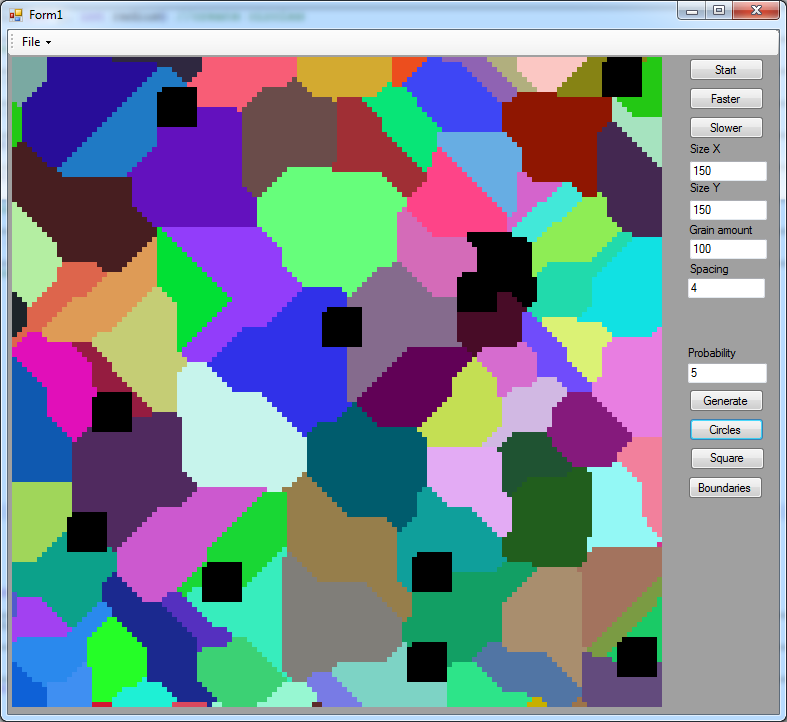 Form1
File
Start
Faster
Slower
Size X
150
Size Y
150
Grain amount
100
Spacing
4
Probability
5
Generate
Circles
Square
Boundaries